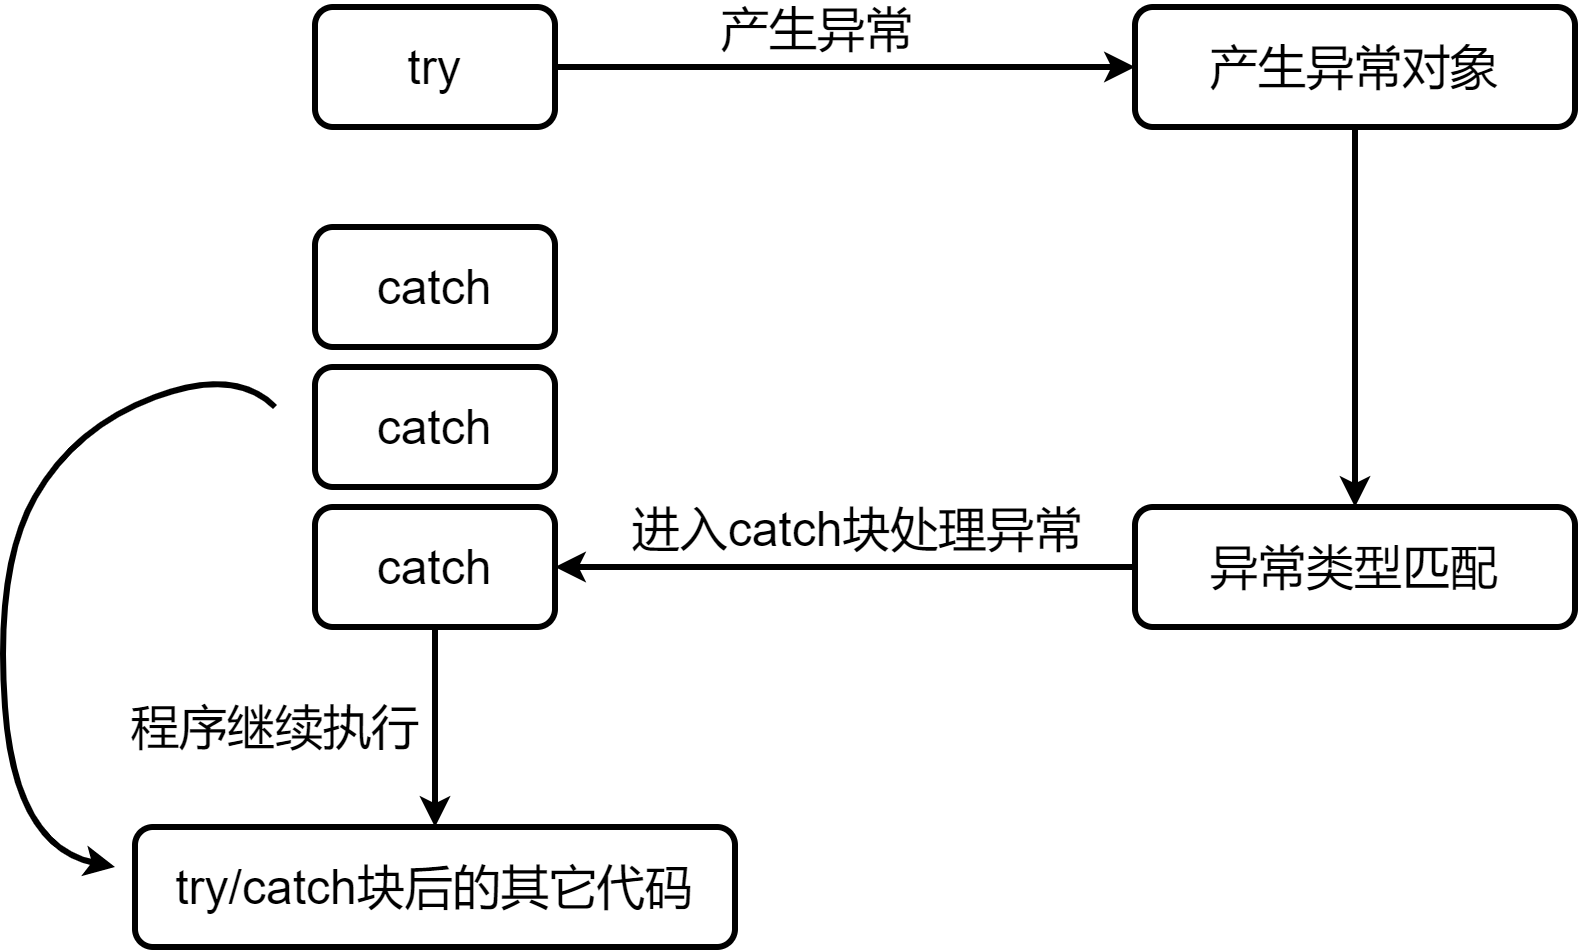 try
产生异常
产生异常对象
catch
catch
进入catch块处理异常
catch
异常类型匹配
程序继续执行
try/catch块后的其它代码